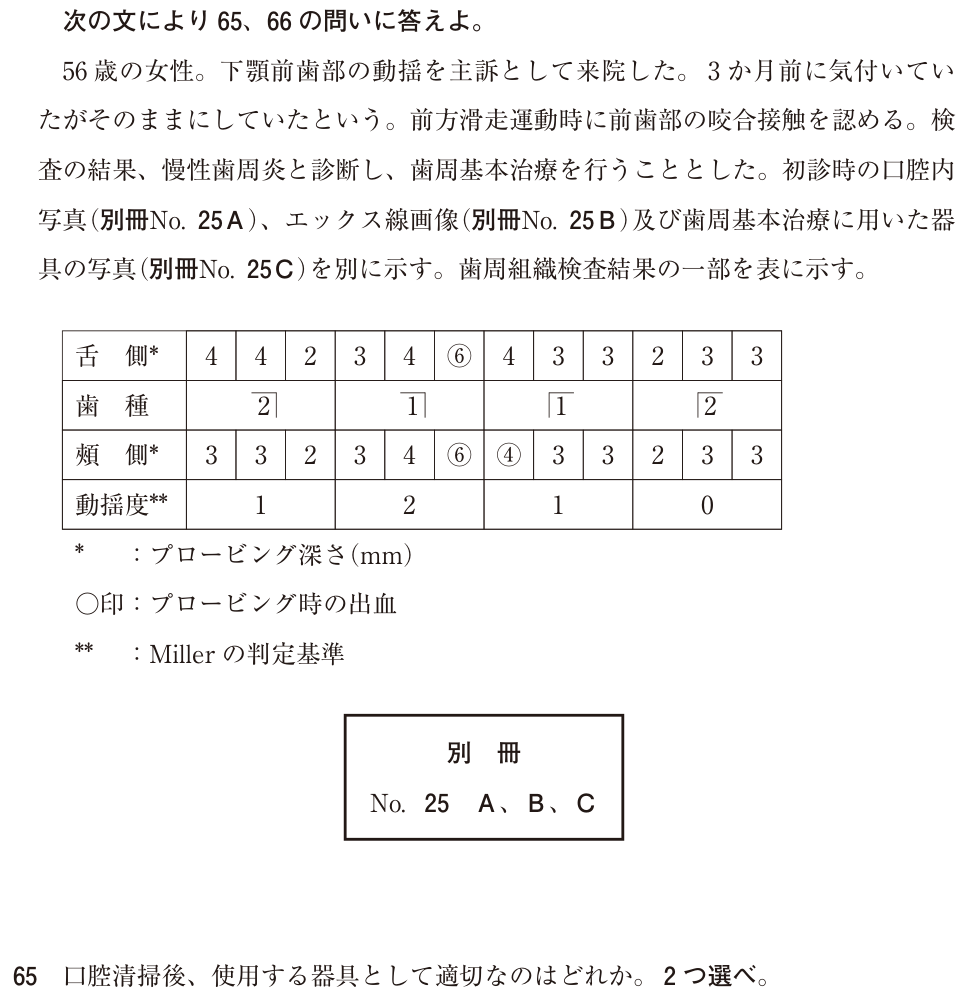 次の文により 65、66 の問いに答えよ。
56 歳の女性。下顎前歯部の動揺を主訴として来院した。3 か月前に気付いてい
たがそのままにしていたという。前方滑走運動時に前歯部の咬合接触を認める。検
査の結果、慢性歯周炎と診断し、歯周基本治療を行うこととした。初診時の口腔内
写真(別冊No. 25A)、エックス線画像(別冊No. 25B)及び歯周基本治療に用いた器
具の写真(別冊No. 25C)を別に示す。歯周組織検査結果の一部を表に示す。
舌 側* 4 4 2 3 4 ⑥ 4 3 3 2 3 3
歯 種 2 1 1 2
頰 側* 3 3 2 3 4 ⑥ ④ 3 3 2 3 3
動揺度** 1 2 1 0
* :プロービング深さ(mm)
○印:プロービング時の出血
** :Miller の判定基準
別 冊
No. 25 A、B、C
65 口腔清掃後、使用する器具として適切なのはどれか。2 つ選べ。